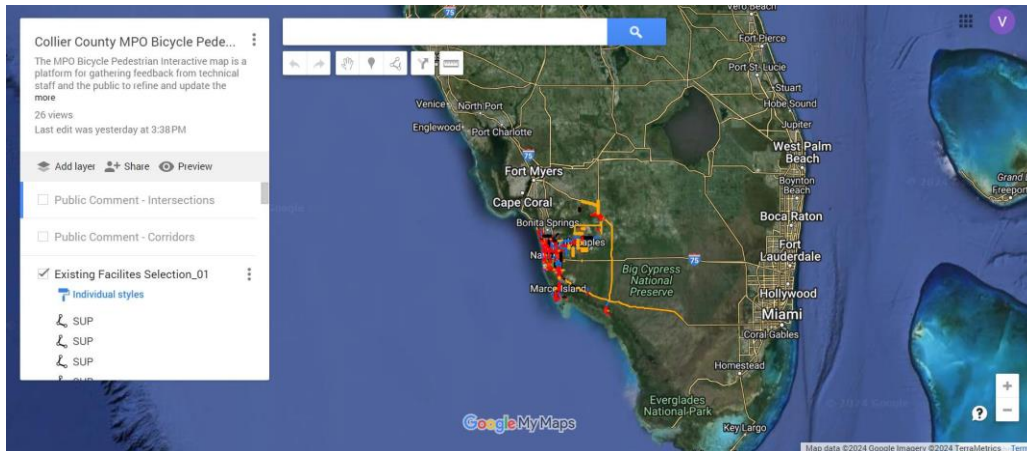 Collier County MPO Bicycle Pede...
The MPO Bicycle Pedestrian Interactive map is a
platform for gathering feedback from technical
staff and the public to refine and update the
more
26 views
Last edit was yesterday at 3:38 PM
Add layer Share Preview
Public Comment - Intersections
Public Comment - Corridors
Existing Facilites Selection_01
Individual styles
SUP
SUP
SUP
V
Vero Beach
Fort Pierce
Port St. Lucie
Stuart
Hobe Sound
Jupiter
West Palm
Beach
Boynton
Beach
Boca Raton
Fort
Lauderdale
Hollywood
Miami
Coral Gables
Homestead
Key Largo
75
Venice
North Port
Englewood
Port Charlotte
75
Fort Myers
Cape Coral
Bonita Springs
Marco Island
75
Big Cypress
National
Preserve
Everglades
National Park
Grand
Freeport
Google My Maps
Map data ©2024 Google Imagery ©2024 TerraMetrics